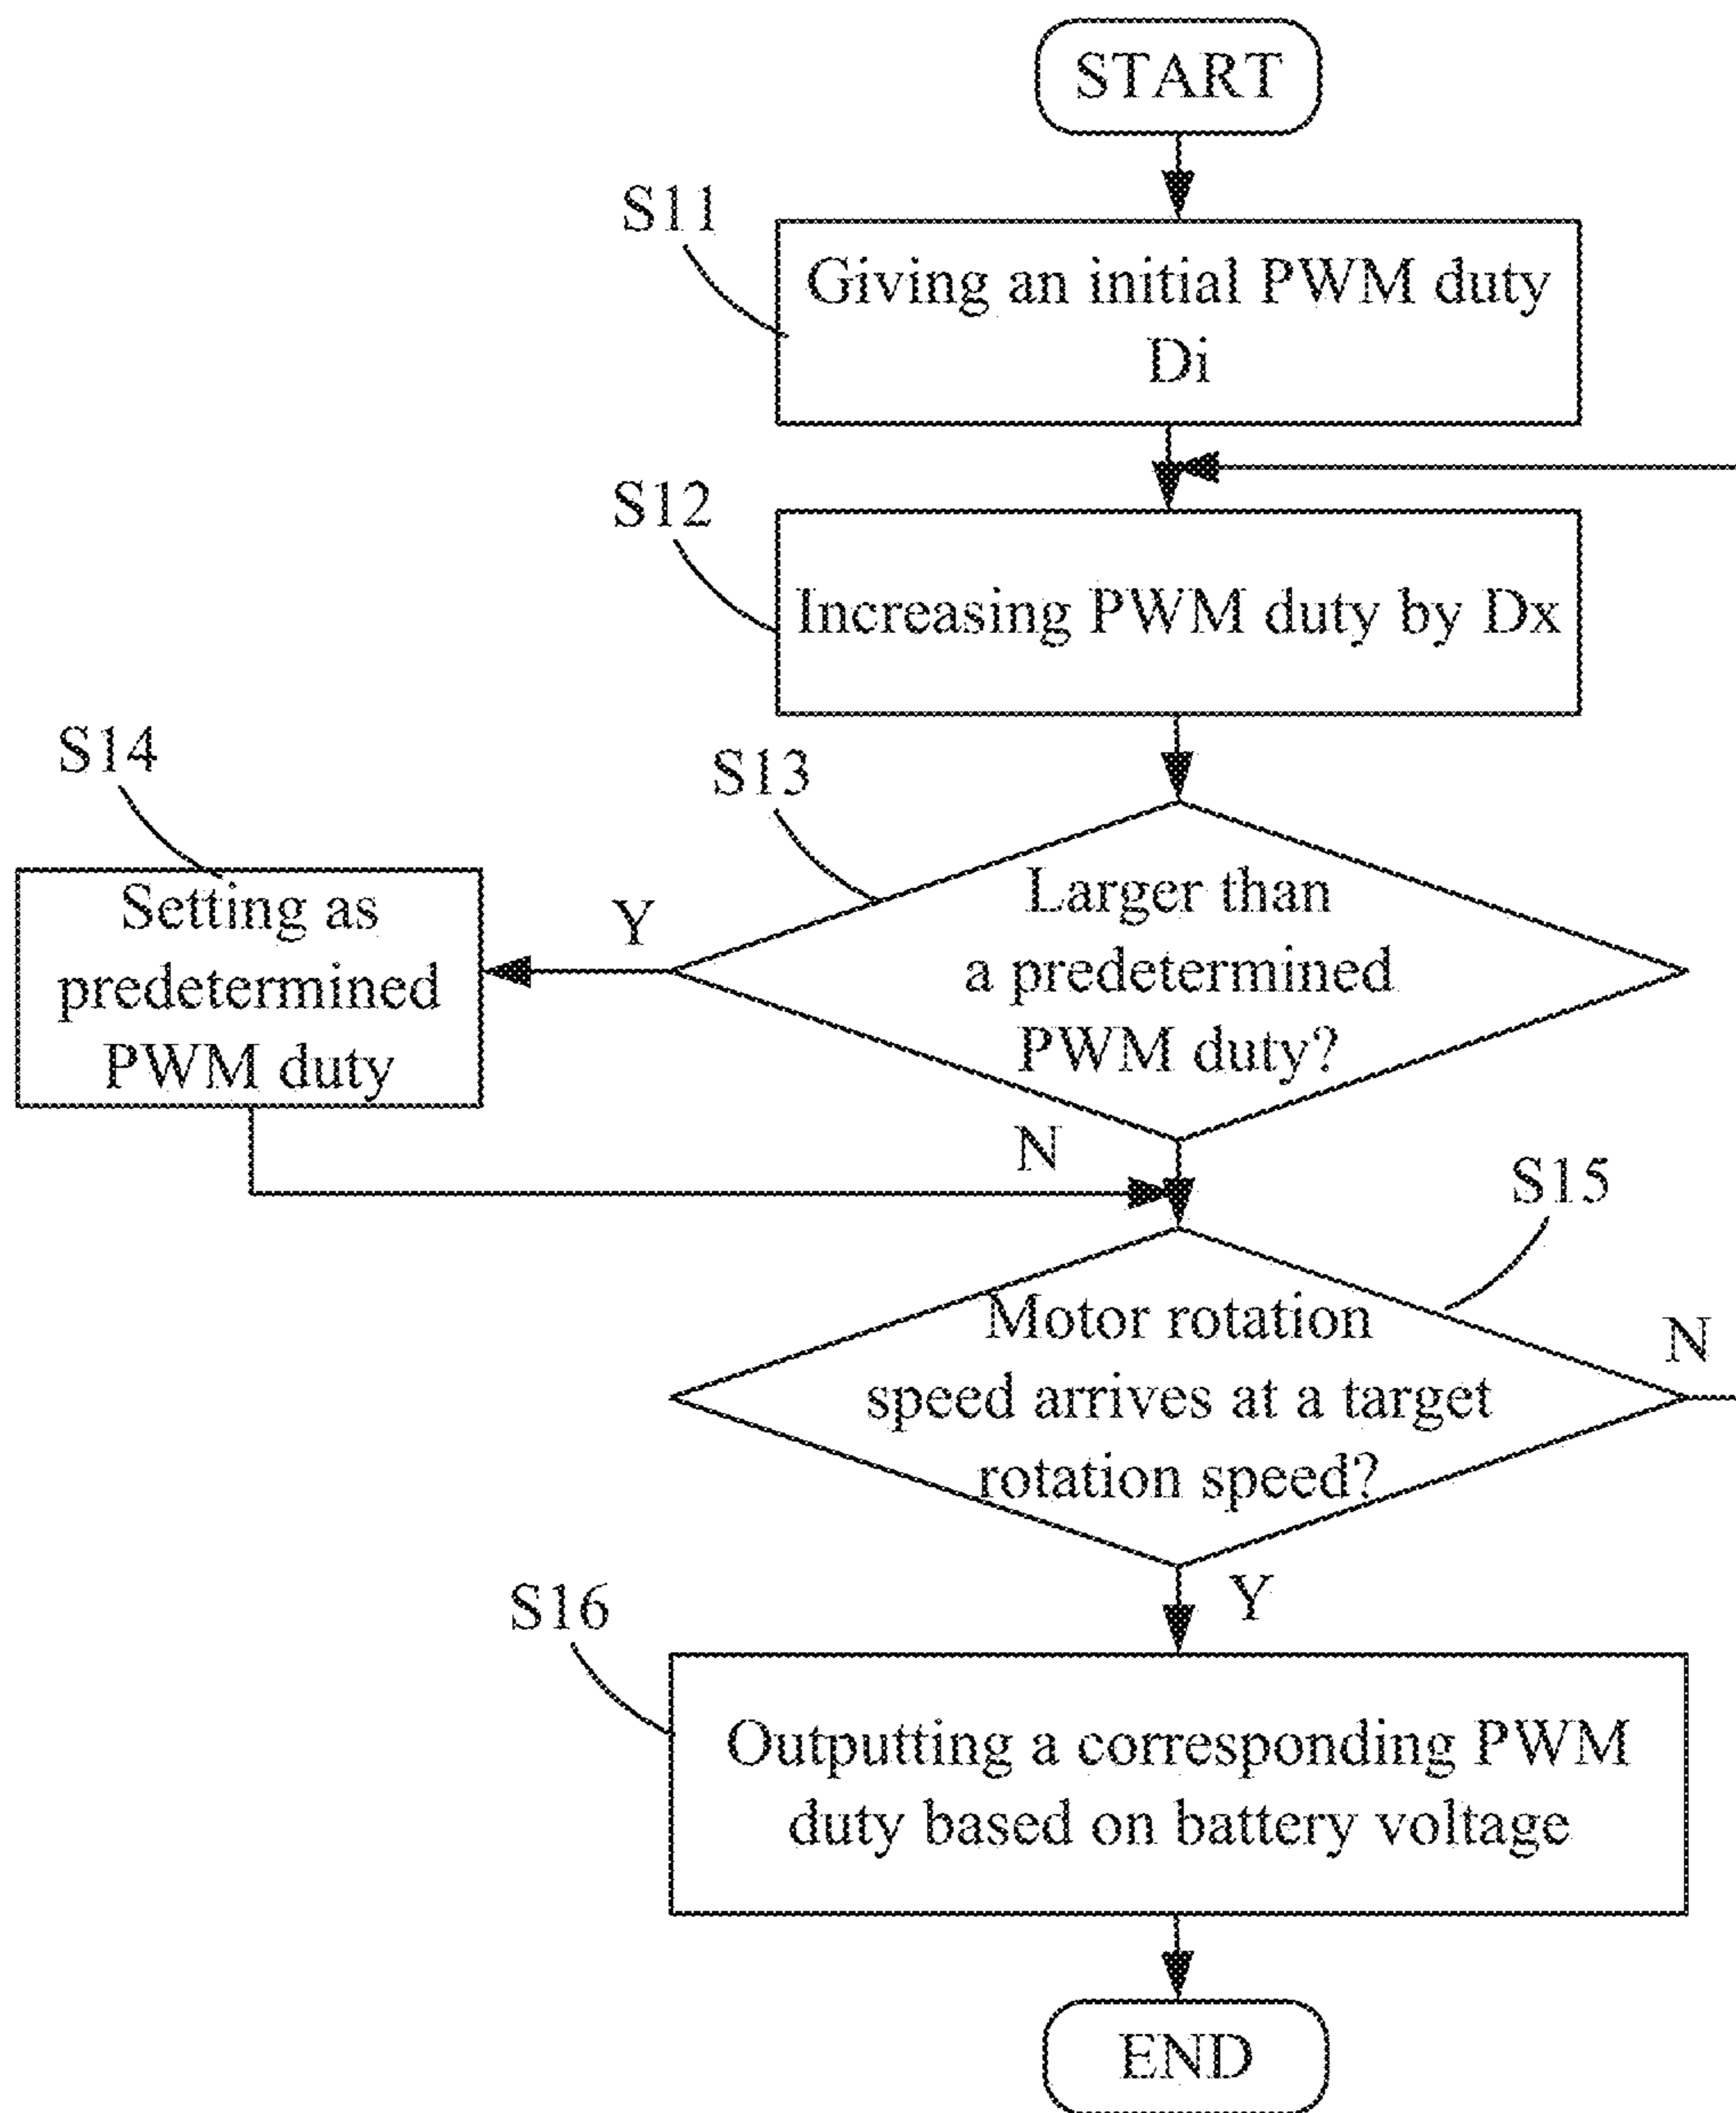 START
S11
Giving an initial PWM duty
Di
S12
Increasing PWM duty by Dx
S14
S13
Setting as
predetermined
PWM duty
Y
Larger than
a predetermined
PWM duty?
N
S15
Motor rotation
speed arrives at a target
rotation speed?
N
Y
S16
Outputting a corresponding PWM
duty based on battery voltage
END